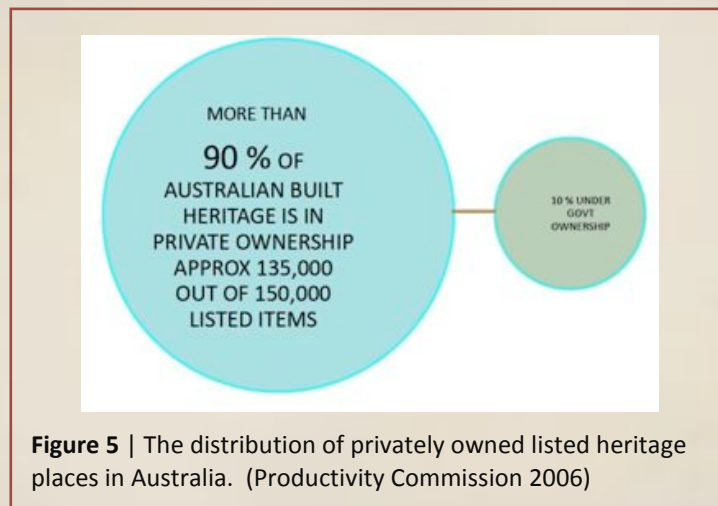 MORE THAN
90 % OF
AUSTRALIAN BUILT
HERITAGE IS IN
PRIVATE OWNERSHIP
APPROX 135,000
OUT OF 150,000
LISTED ITEMS
10 % UNDER
GOVT
OWNERSHIP
Figure 5 | The distribution of privately owned listed heritage
places in Australia.  (Productivity Commission 2006)